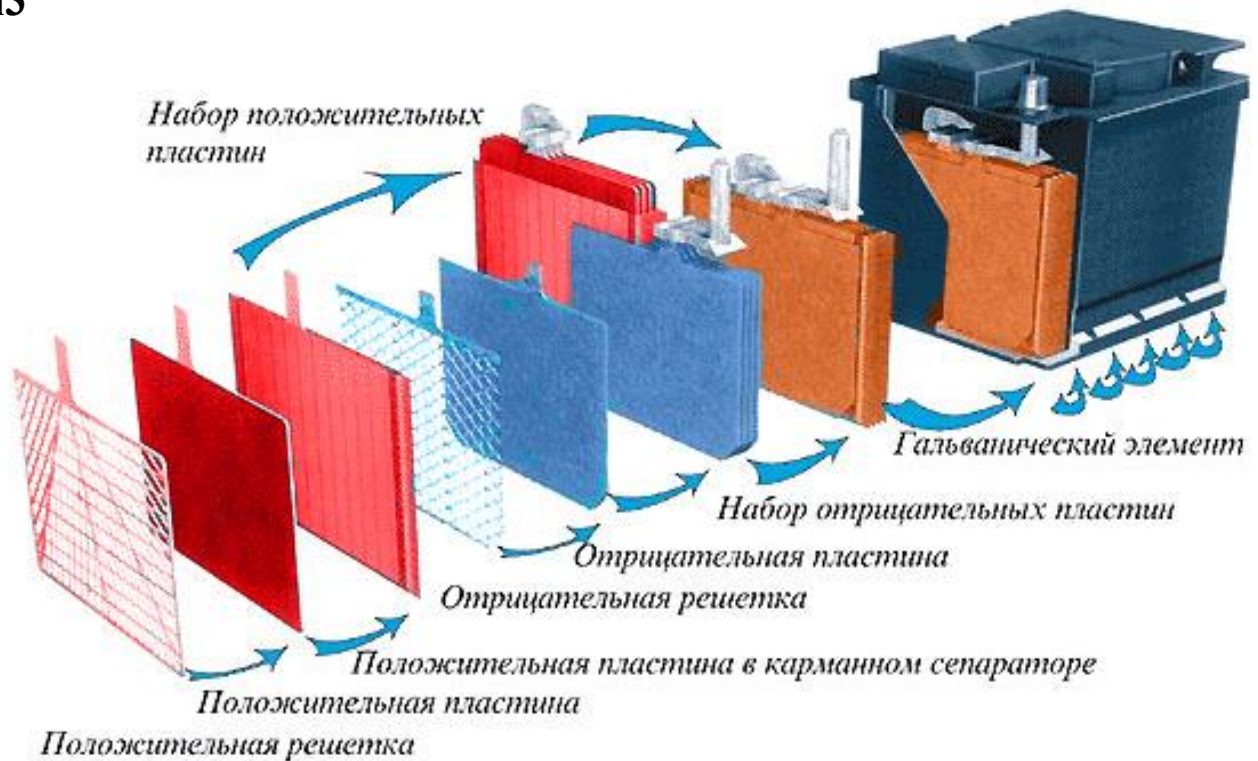 Набор положительных
пластин
Гальванический элемент
Набор отрицательных пластин
Отрицательная пластина
Отрицательная решетка
Положительная пластина в карманном сепараторе
Положительная пластина
Положительная решетка